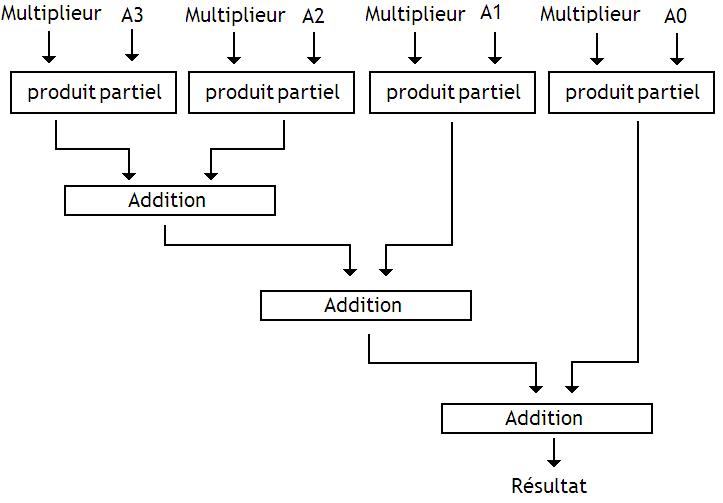 Multiplieur A3 Multiplieur A2 Multiplieur A1 Multiplieur A0
produit partiel produit partiel produit partiel produit partiel
Addition
Addition
Addition
Résultat